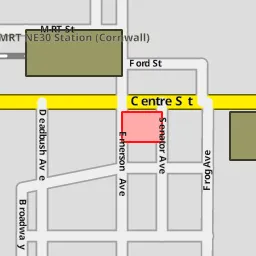 MRT St
MRT NE30 Station (Cornwall)
Ford St
Centre St
Deadbush Ave
Emerson Ave
Senator Ave
Frog Ave
Broadway